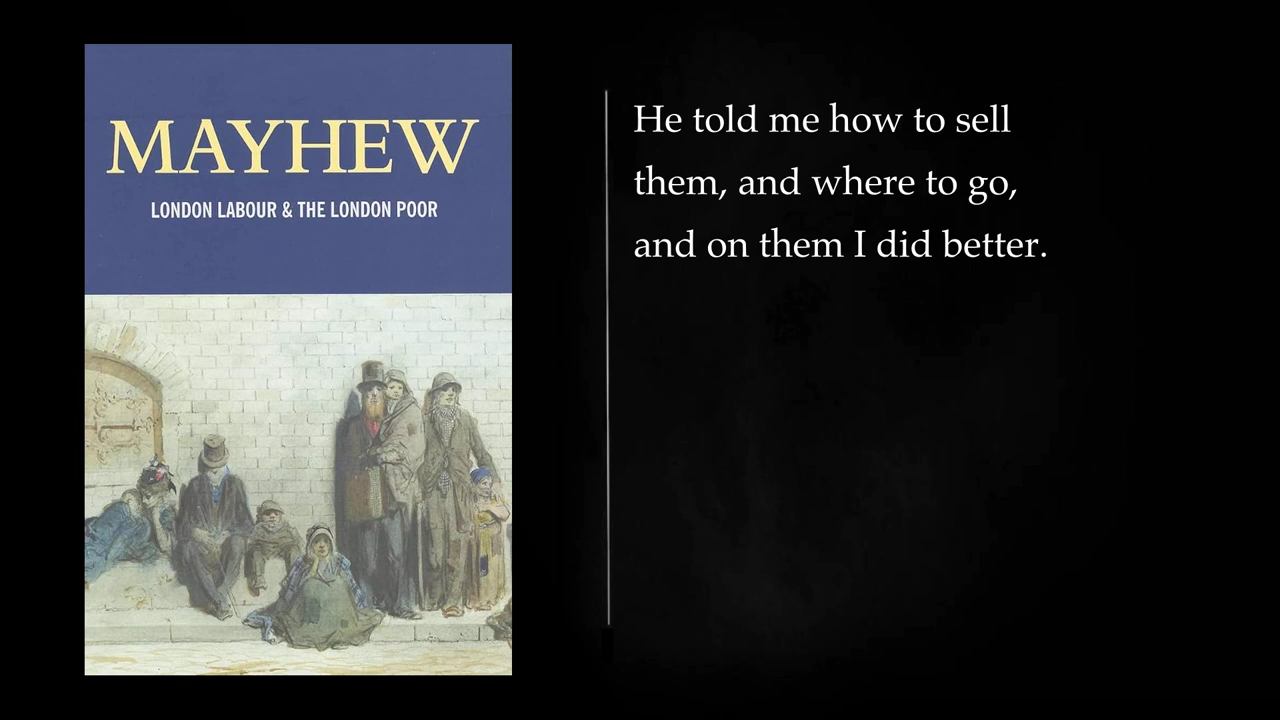 MAYHEW
LONDON LABOUR & THE LONDON POOR
He told me how to sell
them, and where to go,
and on them I did better.